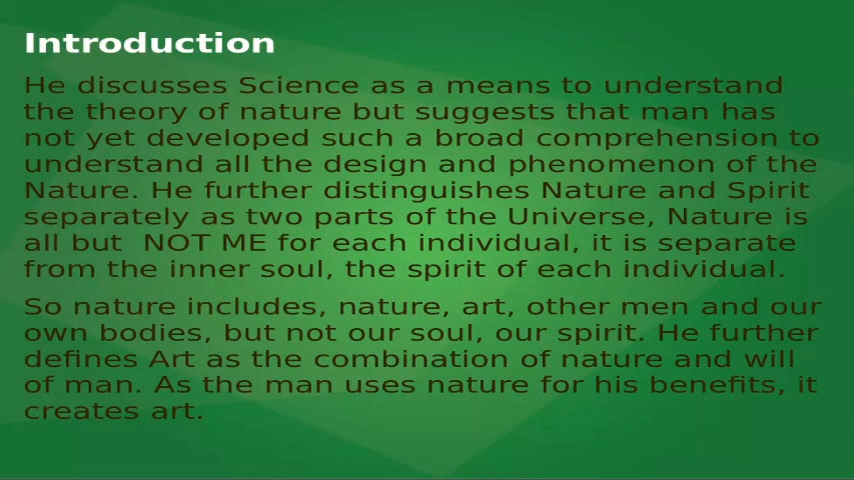 Introduction
He discusses Science as a means to understand
the theory of nature but suggests that man has
not yet developed such a broad comprehension to
understand all the design and phenomenon of the
Nature. He further distinguishes Nature and Spirit
separately as two parts of the Universe, Nature is
all but  NOT ME for each individual, it is separate
from the inner soul, the spirit of each individual.
So nature includes, nature, art, other men and our
own bodies, but not our soul, our spirit. He further
defines Art as the combination of nature and will
of man. As the man uses nature for his benefits, it
creates art.